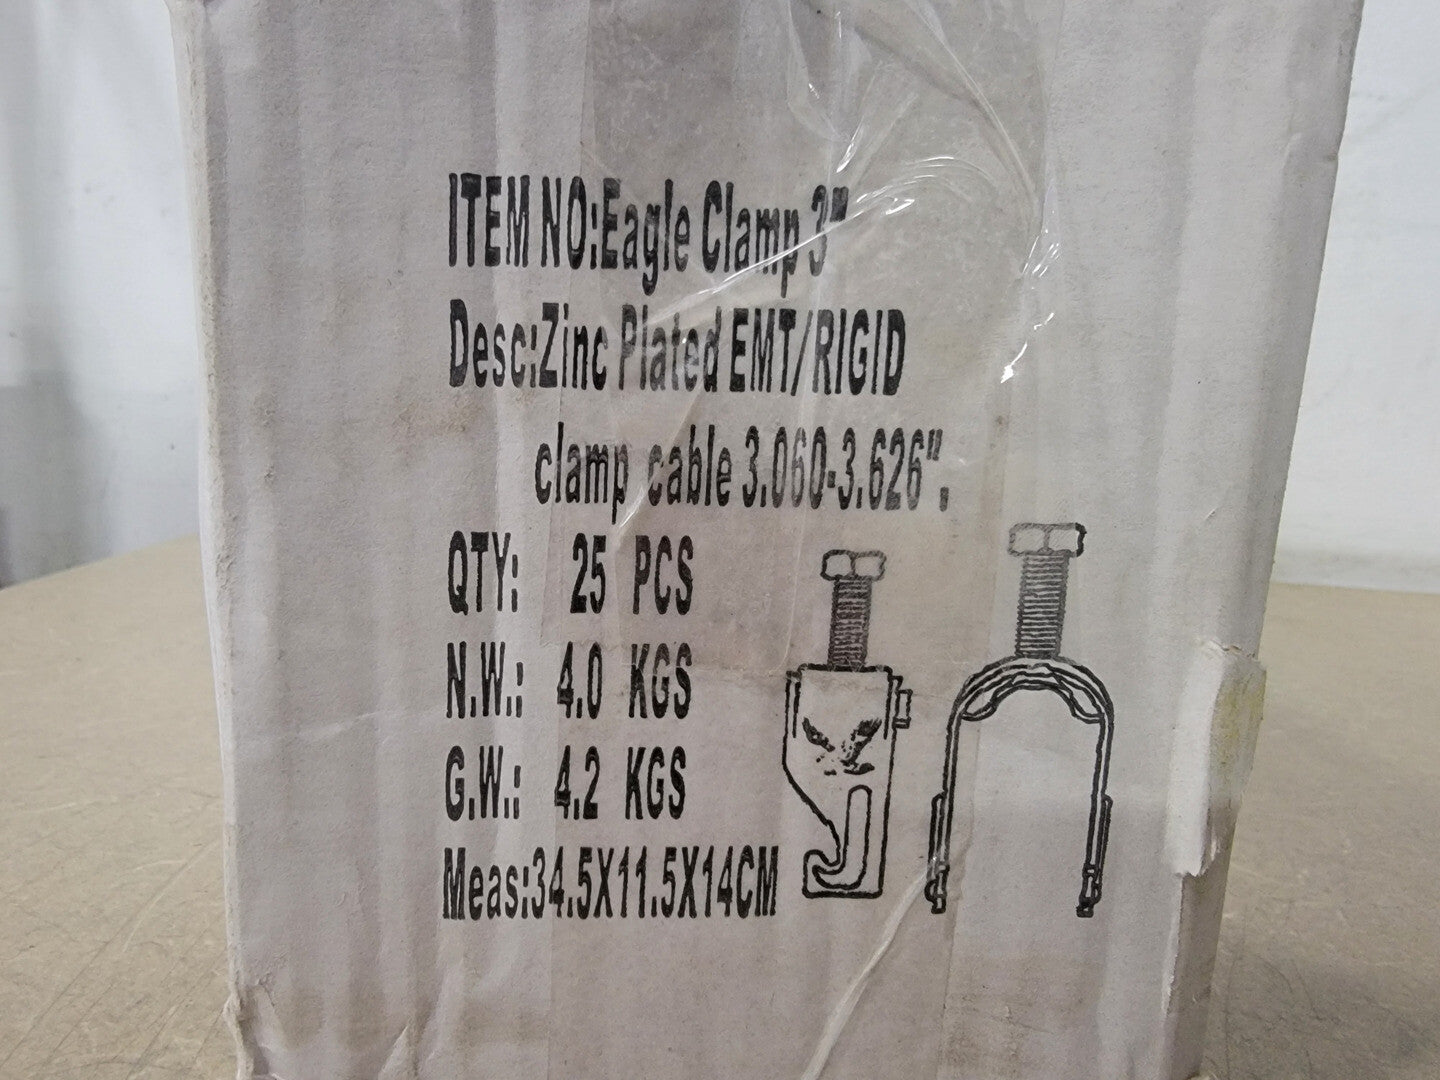 ITEM NO:Eagle Clamp 3"
Desc:Zinc Plated EMT/RIGID
clamp cable 3.060-3.626".
QTY: 25 PCS
N.W.: 4.0 KGS
G.W.: 4.2 KGS
Meas:34.5X11.5X14CM